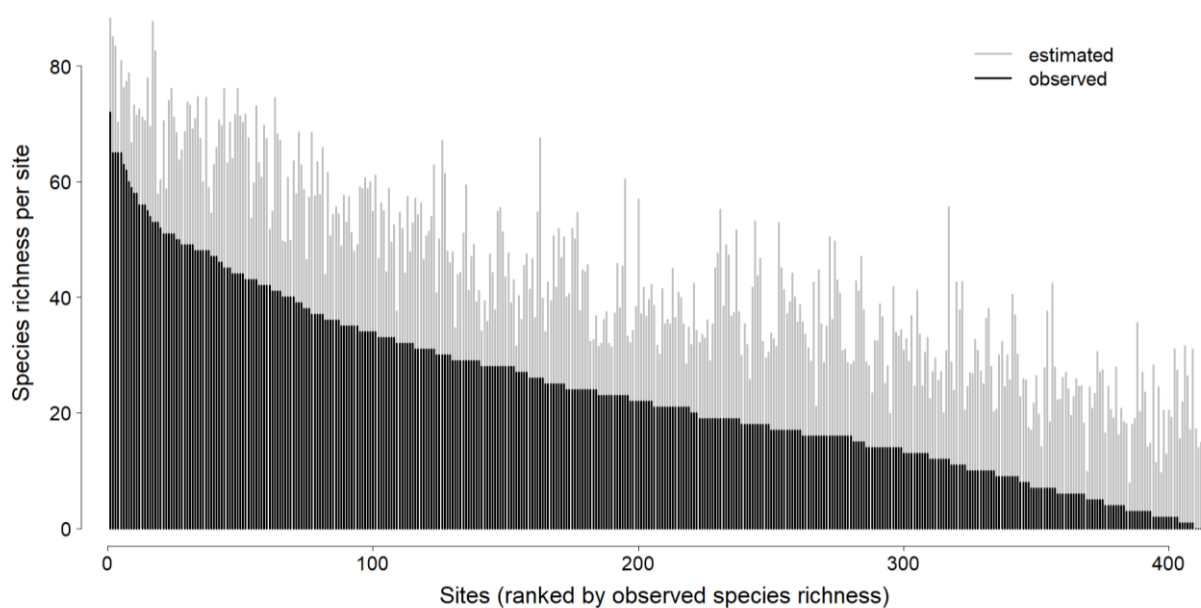 80
60
40
20
0
Species richness per site
estimated
observed
0 100 200 300 400
Sites (ranked by observed species richness)